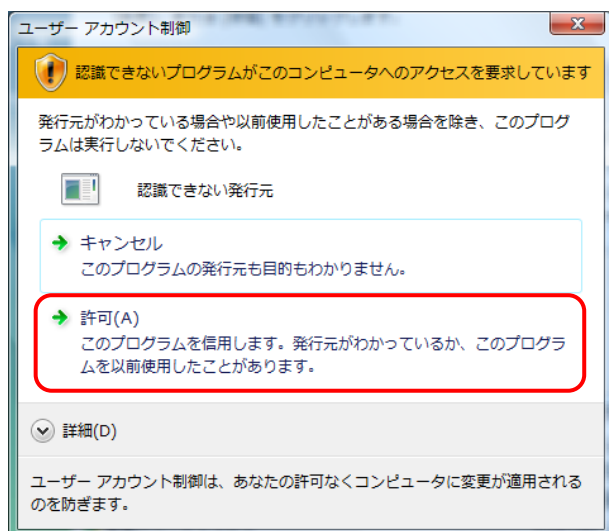 ユーザー アカウント制御
認識できないプログラムがこのコンピュータへのアクセスを要求しています
発行元がわかっている場合や以前使用したことがある場合を除き、このプログ
ラムは実行しないでください。
認識できない発行元
キャンセル
このプログラムの発行元も目的もわかりません。
許可(A)
このプログラムを信用します。発行元がわかっているか、このプログラ
ムを以前使用したことがあります。
詳細(D)
ユーザー アカウント制御は、あなたの許可なくコンピュータに変更が適用される
のを防ぎます。